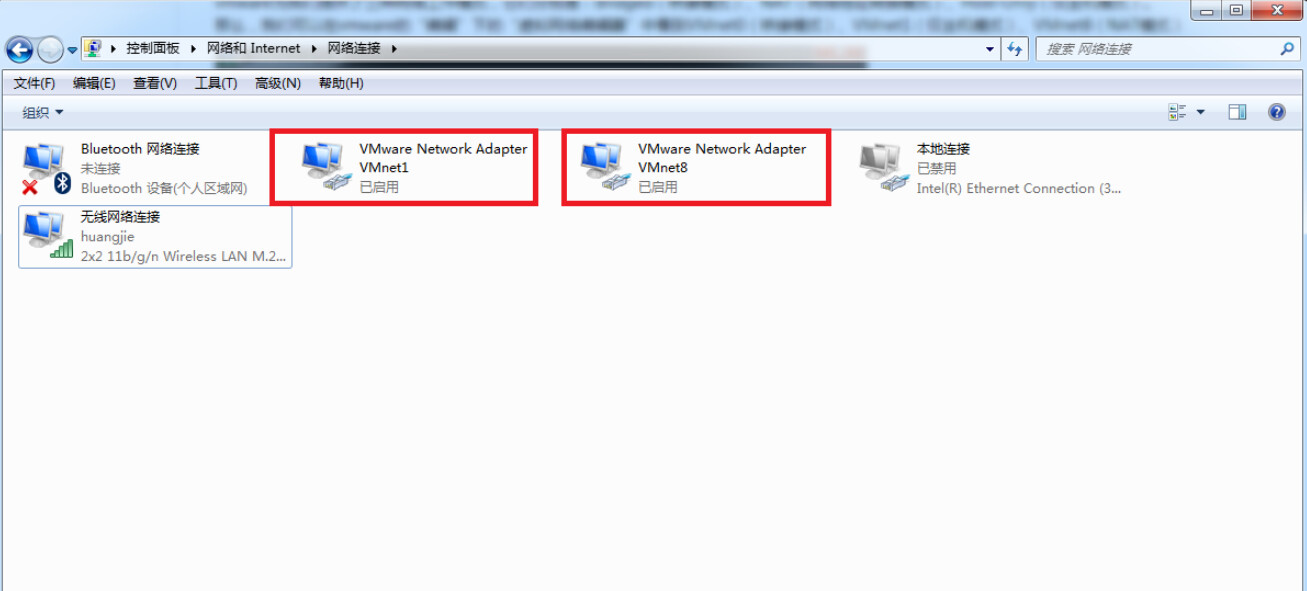 控制面板 网络和 Internet 网络连接
搜索 网络连接
文件(F) 编辑(E) 查看(V) 工具(T) 高级(N) 帮助(H)
组织
Bluetooth 网络连接
未连接
Bluetooth 设备(个人区域网)
VMware Network Adapter
VMnet1
已启用
VMware Network Adapter
VMnet8
已启用
本地连接
已禁用
Intel(R) Ethernet Connection (3...
无线网络连接
huangjie
2x2 11b/g/n Wireless LAN M.2...